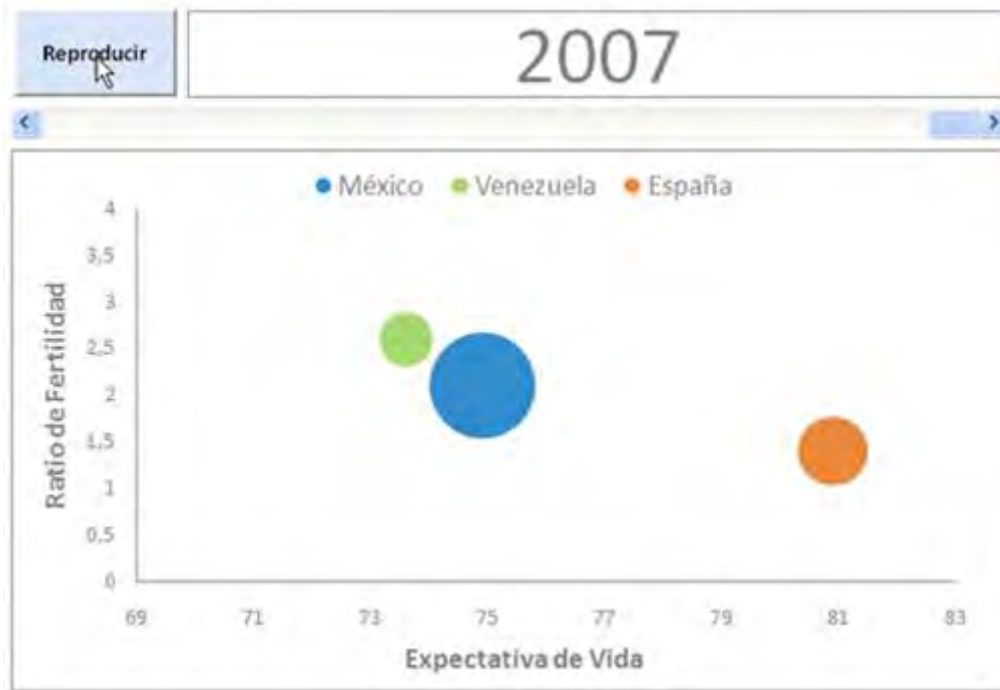 Reproducir
2007
México Venezuela España
Ratio de Fertilidad
4
3,5
3
2,5
2
1,5
1
0,5
0
69 71 73 75 77 79 81 83
Expectativa de Vida